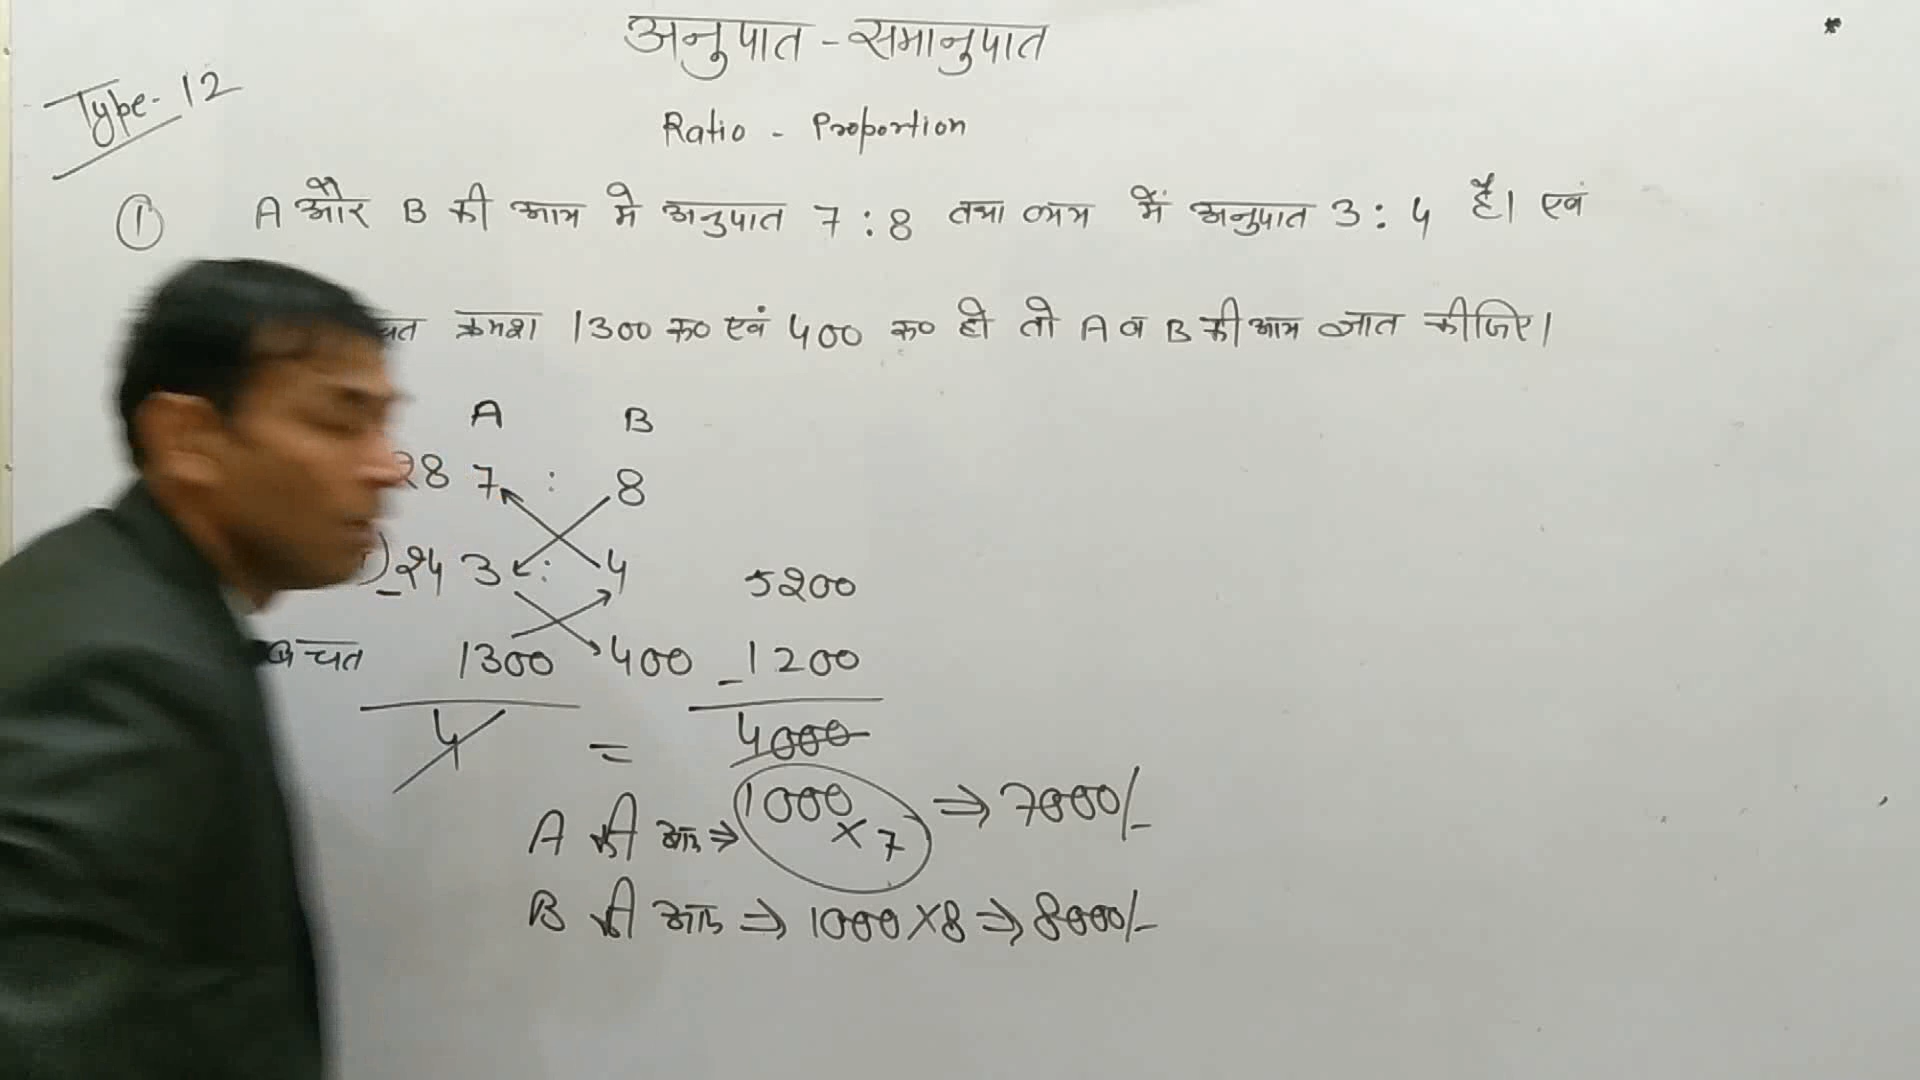 अनुपात - समानुपात
Type- 12
Ratio - Proportion
① A और B की आय मे अनुपात 7 : 8 तथा व्यय में अनुपात 3 : 4 है। एवं
चत क्रमश 1300 रू० एवं 400 रू० हो तो A व B की आय ज्ञात कीजिए।
A B
28 7 : 8
- 24 3 : 4 5200
बचत 1300 400 - 1200
4 = 4000
A की आय ⇒ 1000 × 7 ⇒ 7000/-
B की आय ⇒ 1000 × 8 ⇒ 8000/-